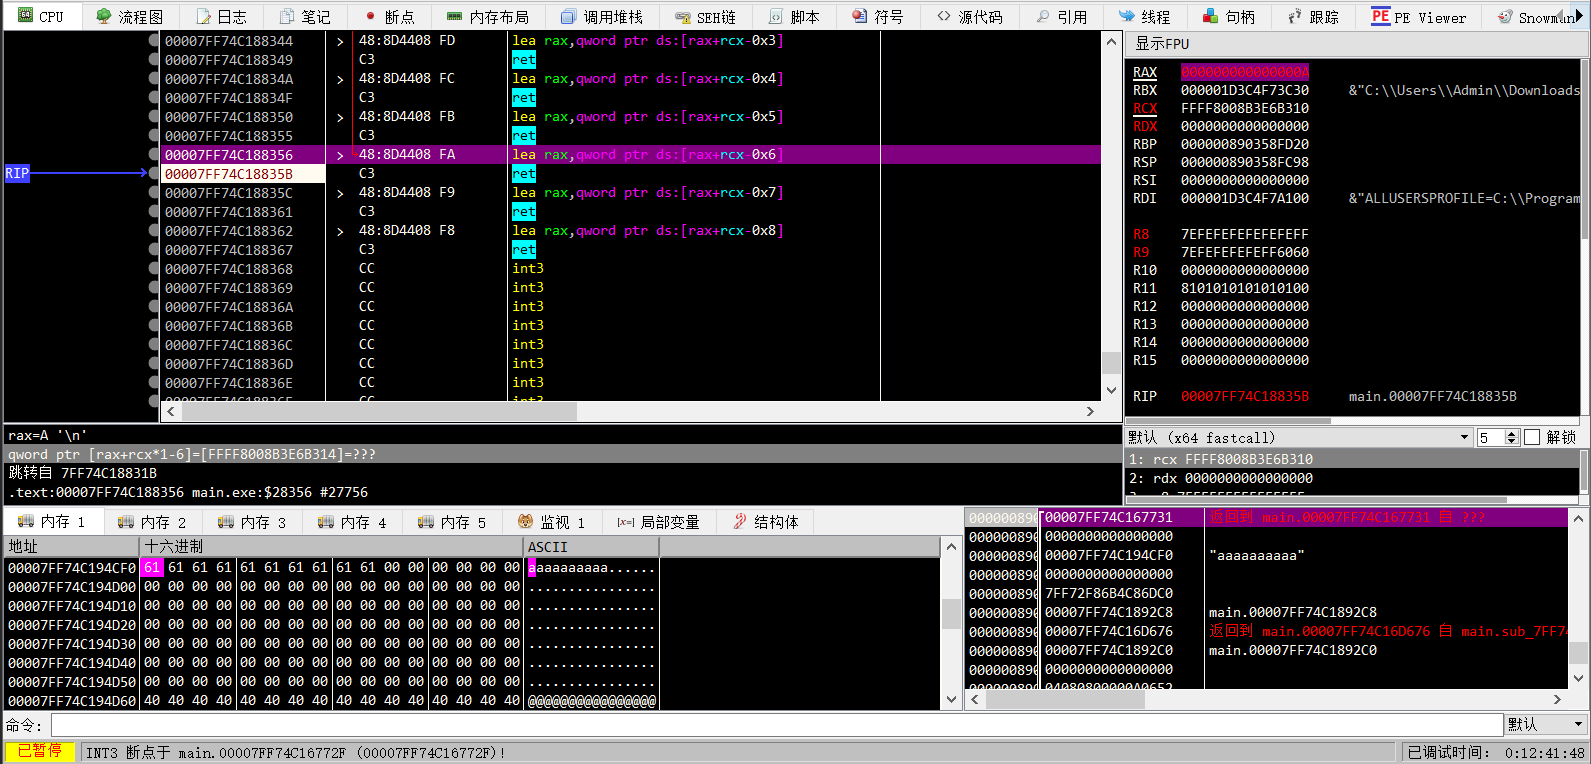 CPU 流程图 日志 笔记 断点 内存布局 调用堆栈 SEH链 脚本 符号 源代码 引用 线程 句柄 跟踪 PE PE Viewer Snowman
显示FPU
00007FF74C188344 > 48:8D4408 FD lea rax,qword ptr ds:[rax+rcx-0x3]
00007FF74C188349 C3 ret
00007FF74C18834A > 48:8D4408 FC lea rax,qword ptr ds:[rax+rcx-0x4]
00007FF74C18834F C3 ret
00007FF74C188350 > 48:8D4408 FB lea rax,qword ptr ds:[rax+rcx-0x5]
00007FF74C188355 C3 ret
00007FF74C188356 > 48:8D4408 FA lea rax,qword ptr ds:[rax+rcx-0x6]
RIP 00007FF74C18835B C3 ret
00007FF74C18835C > 48:8D4408 F9 lea rax,qword ptr ds:[rax+rcx-0x7]
00007FF74C188361 C3 ret
00007FF74C188362 > 48:8D4408 F8 lea rax,qword ptr ds:[rax+rcx-0x8]
00007FF74C188367 C3 ret
00007FF74C188368 CC int3
00007FF74C188369 CC int3
00007FF74C18836A CC int3
00007FF74C18836B CC int3
00007FF74C18836C CC int3
00007FF74C18836D CC int3
00007FF74C18836E CC int3
RAX 000000000000000A
RBX 000001D3C4F73C30 &"C:\\Users\\Admin\\Downloads
RCX FFFF8008B3E6B310
RDX 0000000000000000
RBP 000000890358FD20
RSP 000000890358FC98
RSI 0000000000000000
RDI 000001D3C4F7A100 &"ALLUSERSPROFILE=C:\\Program
R8 7EFEFEFEFEFEFEFF
R9 7EFEFEFEFEFF6060
R10 0000000000000000
R11 8101010101010100
R12 0000000000000000
R13 0000000000000000
R14 0000000000000000
R15 0000000000000000
RIP 00007FF74C18835B main.00007FF74C18835B
rax=A '\n'
qword ptr [rax+rcx*1-6]=[FFFF8008B3E6B314]=???
跳转自 7FF74C18831B
.text:00007FF74C188356 main.exe:$28356 #27756
默认 (x64 fastcall) 5 解锁
1: rcx FFFF8008B3E6B310
2: rdx 0000000000000000
内存 1 内存 2 内存 3 内存 4 内存 5 监视 1 [x=] 局部变量 结构体
地址 十六进制 ASCII
00007FF74C194CF0 61 61 61 61 61 61 61 61 61 61 00 00 00 00 00 00 aaaaaaaaaa......
00007FF74C194D00 00 00 00 00 00 00 00 00 00 00 00 00 00 00 00 00 ................
00007FF74C194D10 00 00 00 00 00 00 00 00 00 00 00 00 00 00 00 00 ................
00007FF74C194D20 00 00 00 00 00 00 00 00 00 00 00 00 00 00 00 00 ................
00007FF74C194D30 00 00 00 00 00 00 00 00 00 00 00 00 00 00 00 00 ................
00007FF74C194D40 00 00 00 00 00 00 00 00 00 00 00 00 00 00 00 00 ................
00007FF74C194D50 00 00 00 00 00 00 00 00 00 00 00 00 00 00 00 00 ................
00007FF74C194D60 40 40 40 40 40 40 40 40 40 40 40 40 40 40 40 40 @@@@@@@@@@@@@@@@
000000890 00007FF74C167731 返回到 main.00007FF74C167731 自 ???
000000890 0000000000000000
000000890 00007FF74C194CF0 "aaaaaaaaaa"
000000890 0000000000000000
000000890 7FF72F86B4C86DC0
000000890 00007FF74C1892C8 main.00007FF74C1892C8
000000890 00007FF74C16D676 返回到 main.00007FF74C16D676 自 main.sub_7FF74
000000890 00007FF74C1892C0 main.00007FF74C1892C0
000000890 0000000000000000
命令: 默认
已暂停 INT3 断点于 main.00007FF74C16772F (00007FF74C16772F)! 已调试时间: 0:12:41:48